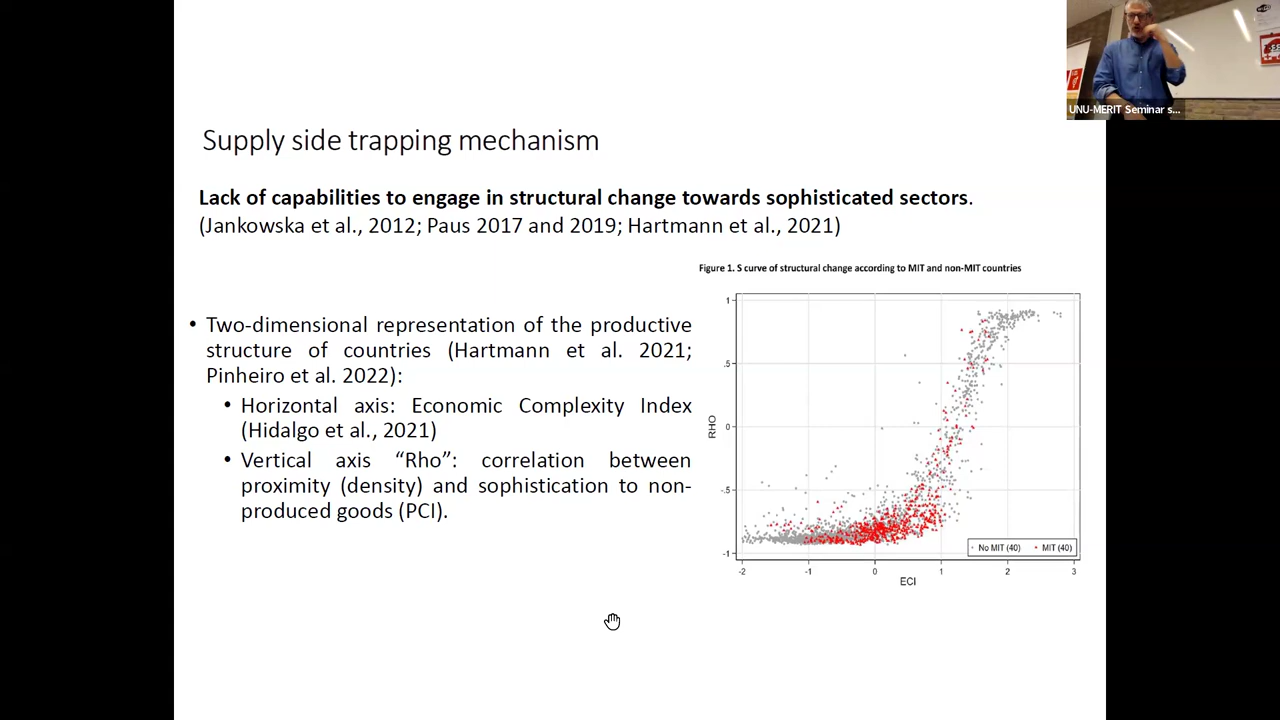 UNU-MERIT Seminar s...
Supply side trapping mechanism
Lack of capabilities to engage in structural change towards sophisticated sectors.
(Jankowska et al., 2012; Paus 2017 and 2019; Hartmann et al., 2021)
• Two-dimensional representation of the productive
structure of countries (Hartmann et al. 2021;
Pinheiro et al. 2022):
• Horizontal axis: Economic Complexity Index
(Hidalgo et al., 2021)
• Vertical axis “Rho”: correlation between
proximity (density) and sophistication to non-
produced goods (PCI).
Figure 1. S curve of structural change according to MIT and non-MIT countries
1
.5
0
-.5
-1
RHO
No MIT (40) MIT (40)
-2 -1 0 1 2 3
ECI